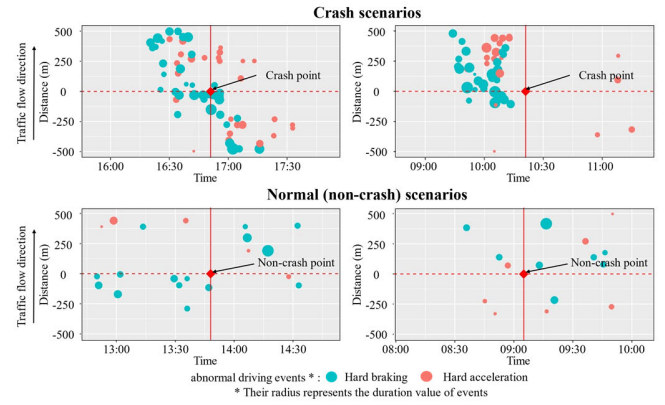 Crash scenarios
Traffic flow direction
Distance (m)
500
250
0
-250
-500
Crash point
16:00
16:30
17:00
17:30
Time
Distance (m)
500
250
0
-250
-500
Crash point
09:00
10:00
10:30
11:00
Time
Normal (non-crash) scenarios
Traffic flow direction
Distance (m)
500
250
0
-250
-500
Non-crash point
13:00
13:30
14:00
14:30
Time
Distance (m)
500
250
0
-250
-500
Non-crash point
08:00
08:30
09:00
09:30
10:00
Time
abnormal driving events * : Hard braking Hard acceleration
* Their radius represents the duration value of events